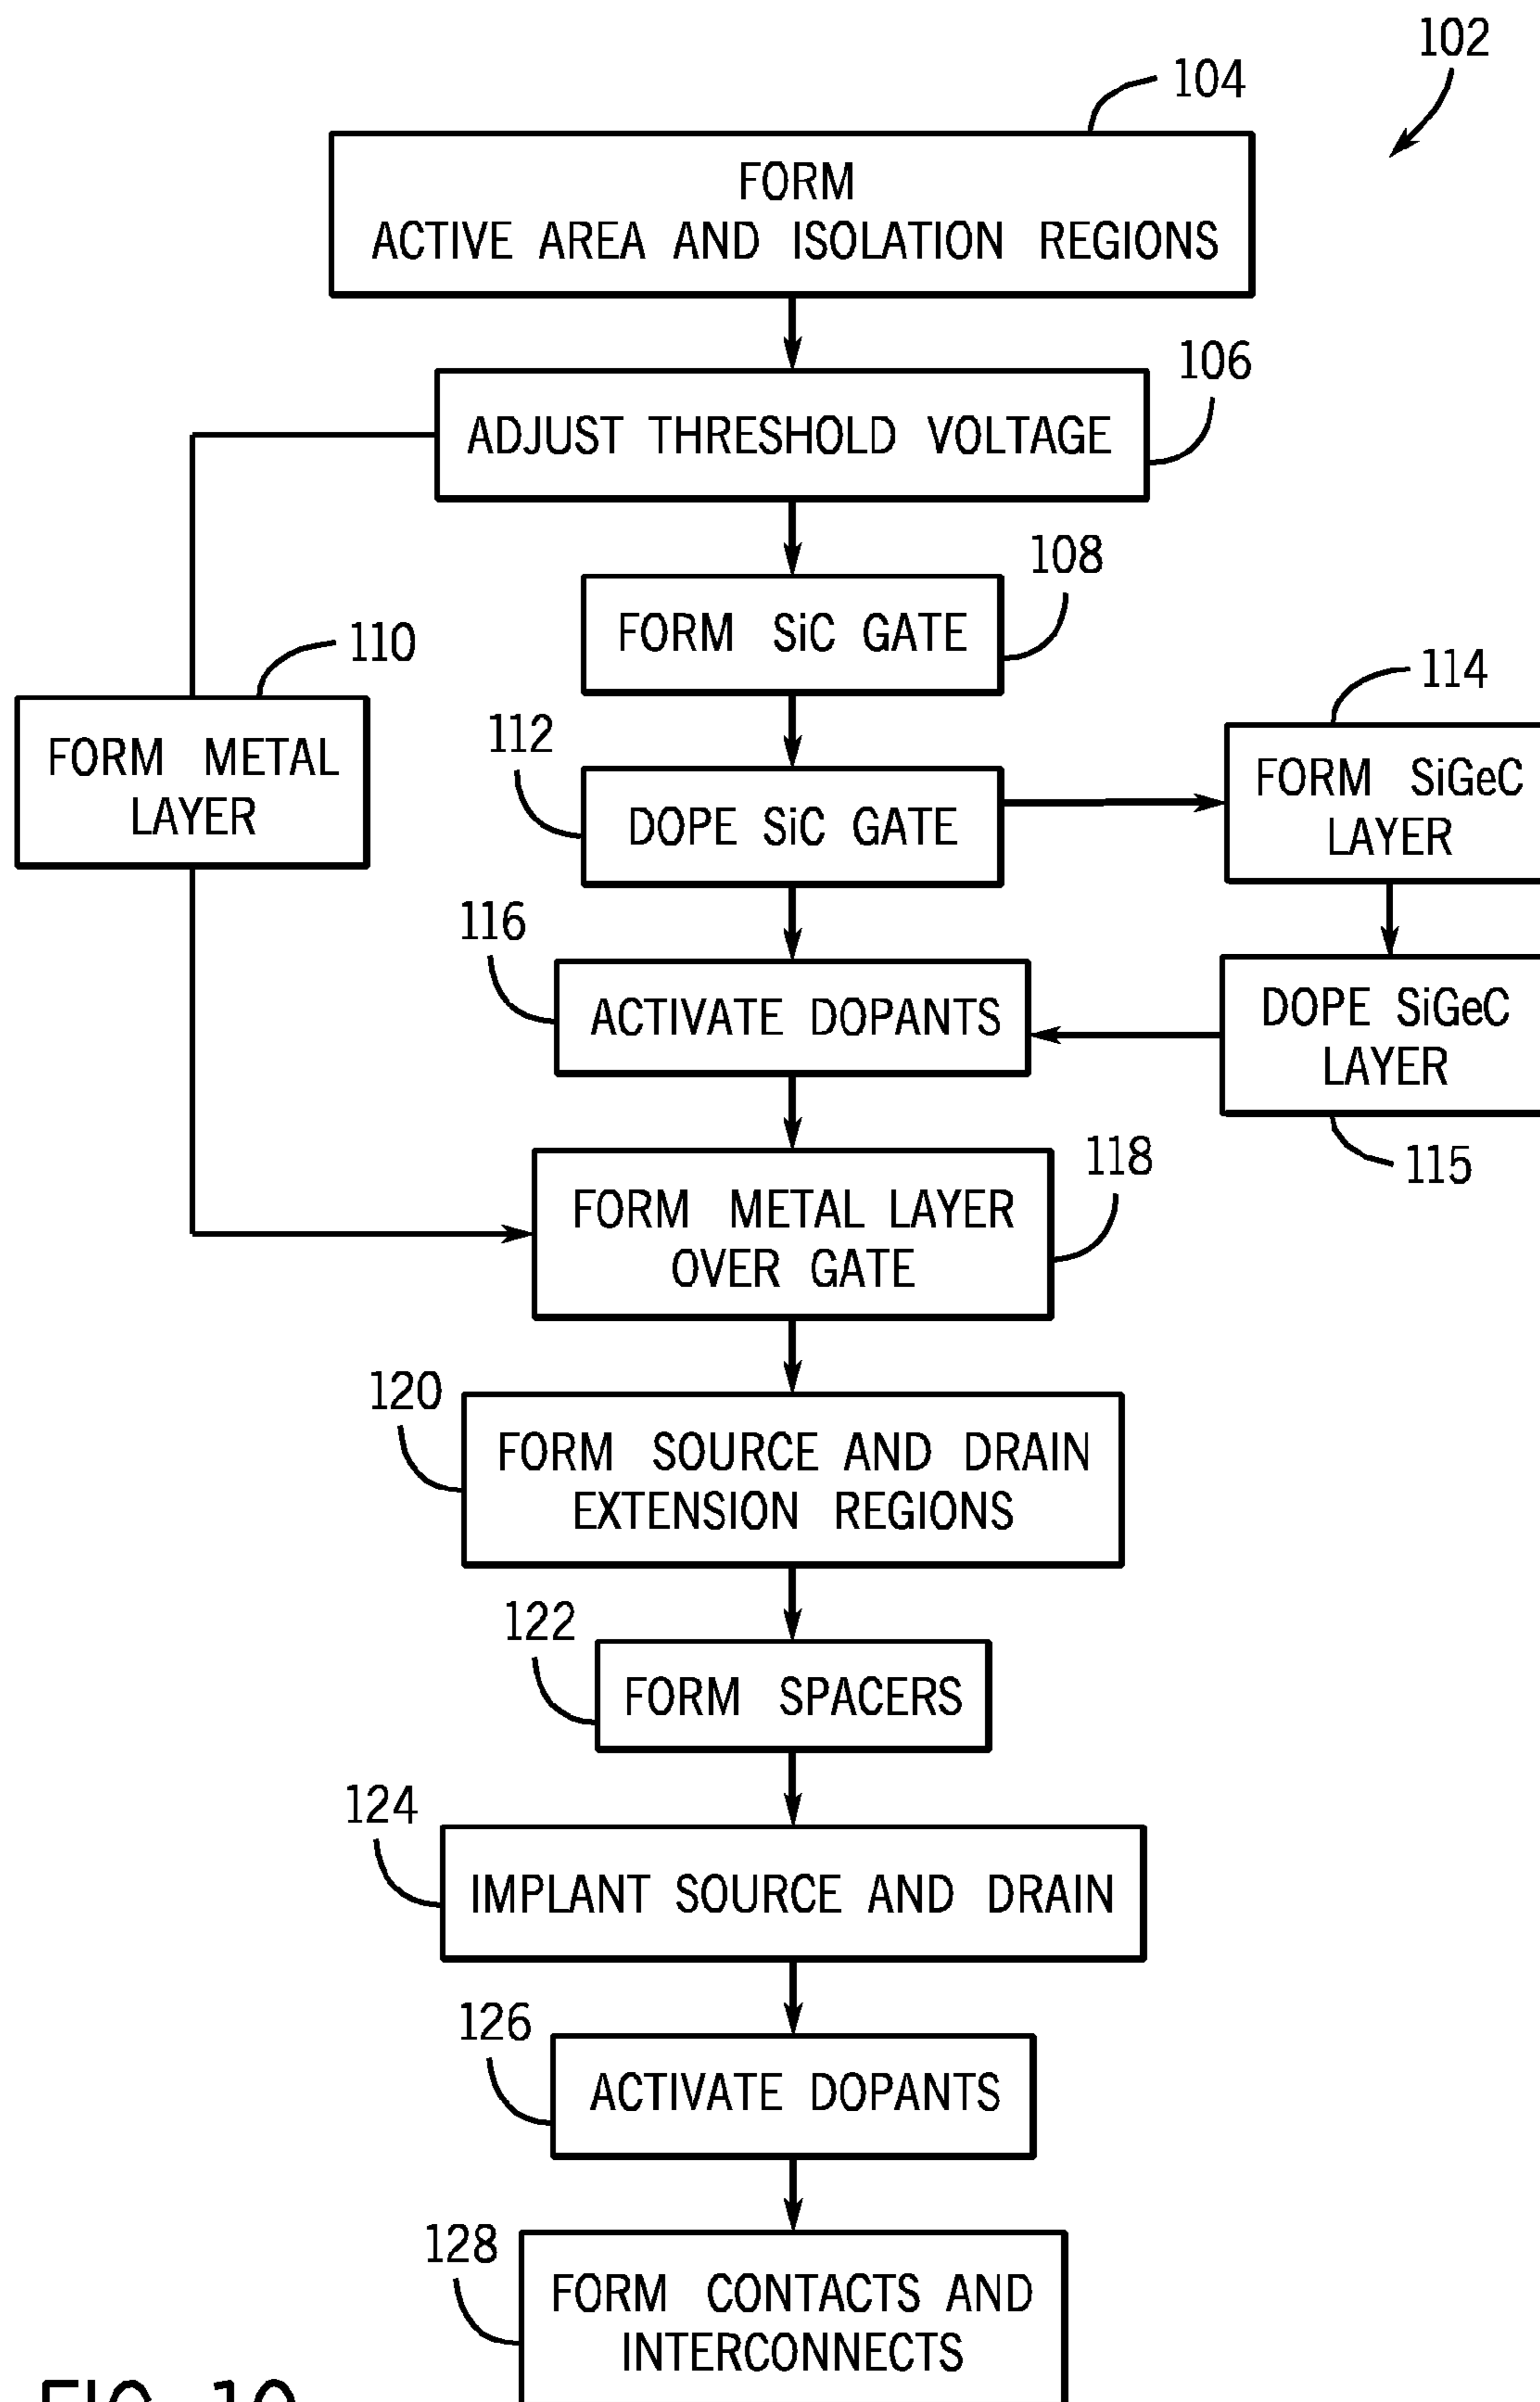 102
104
FORM
ACTIVE AREA AND ISOLATION REGIONS
106
ADJUST THRESHOLD VOLTAGE
108
FORM SiC GATE
110
FORM METAL
LAYER
112
DOPE SiC GATE
114
FORM SiGeC
LAYER
116
ACTIVATE DOPANTS
DOPE SiGeC
LAYER
115
118
FORM METAL LAYER
OVER GATE
120
FORM SOURCE AND DRAIN
EXTENSION REGIONS
122
FORM SPACERS
124
IMPLANT SOURCE AND DRAIN
126
ACTIVATE DOPANTS
128
FORM CONTACTS AND
INTERCONNECTS